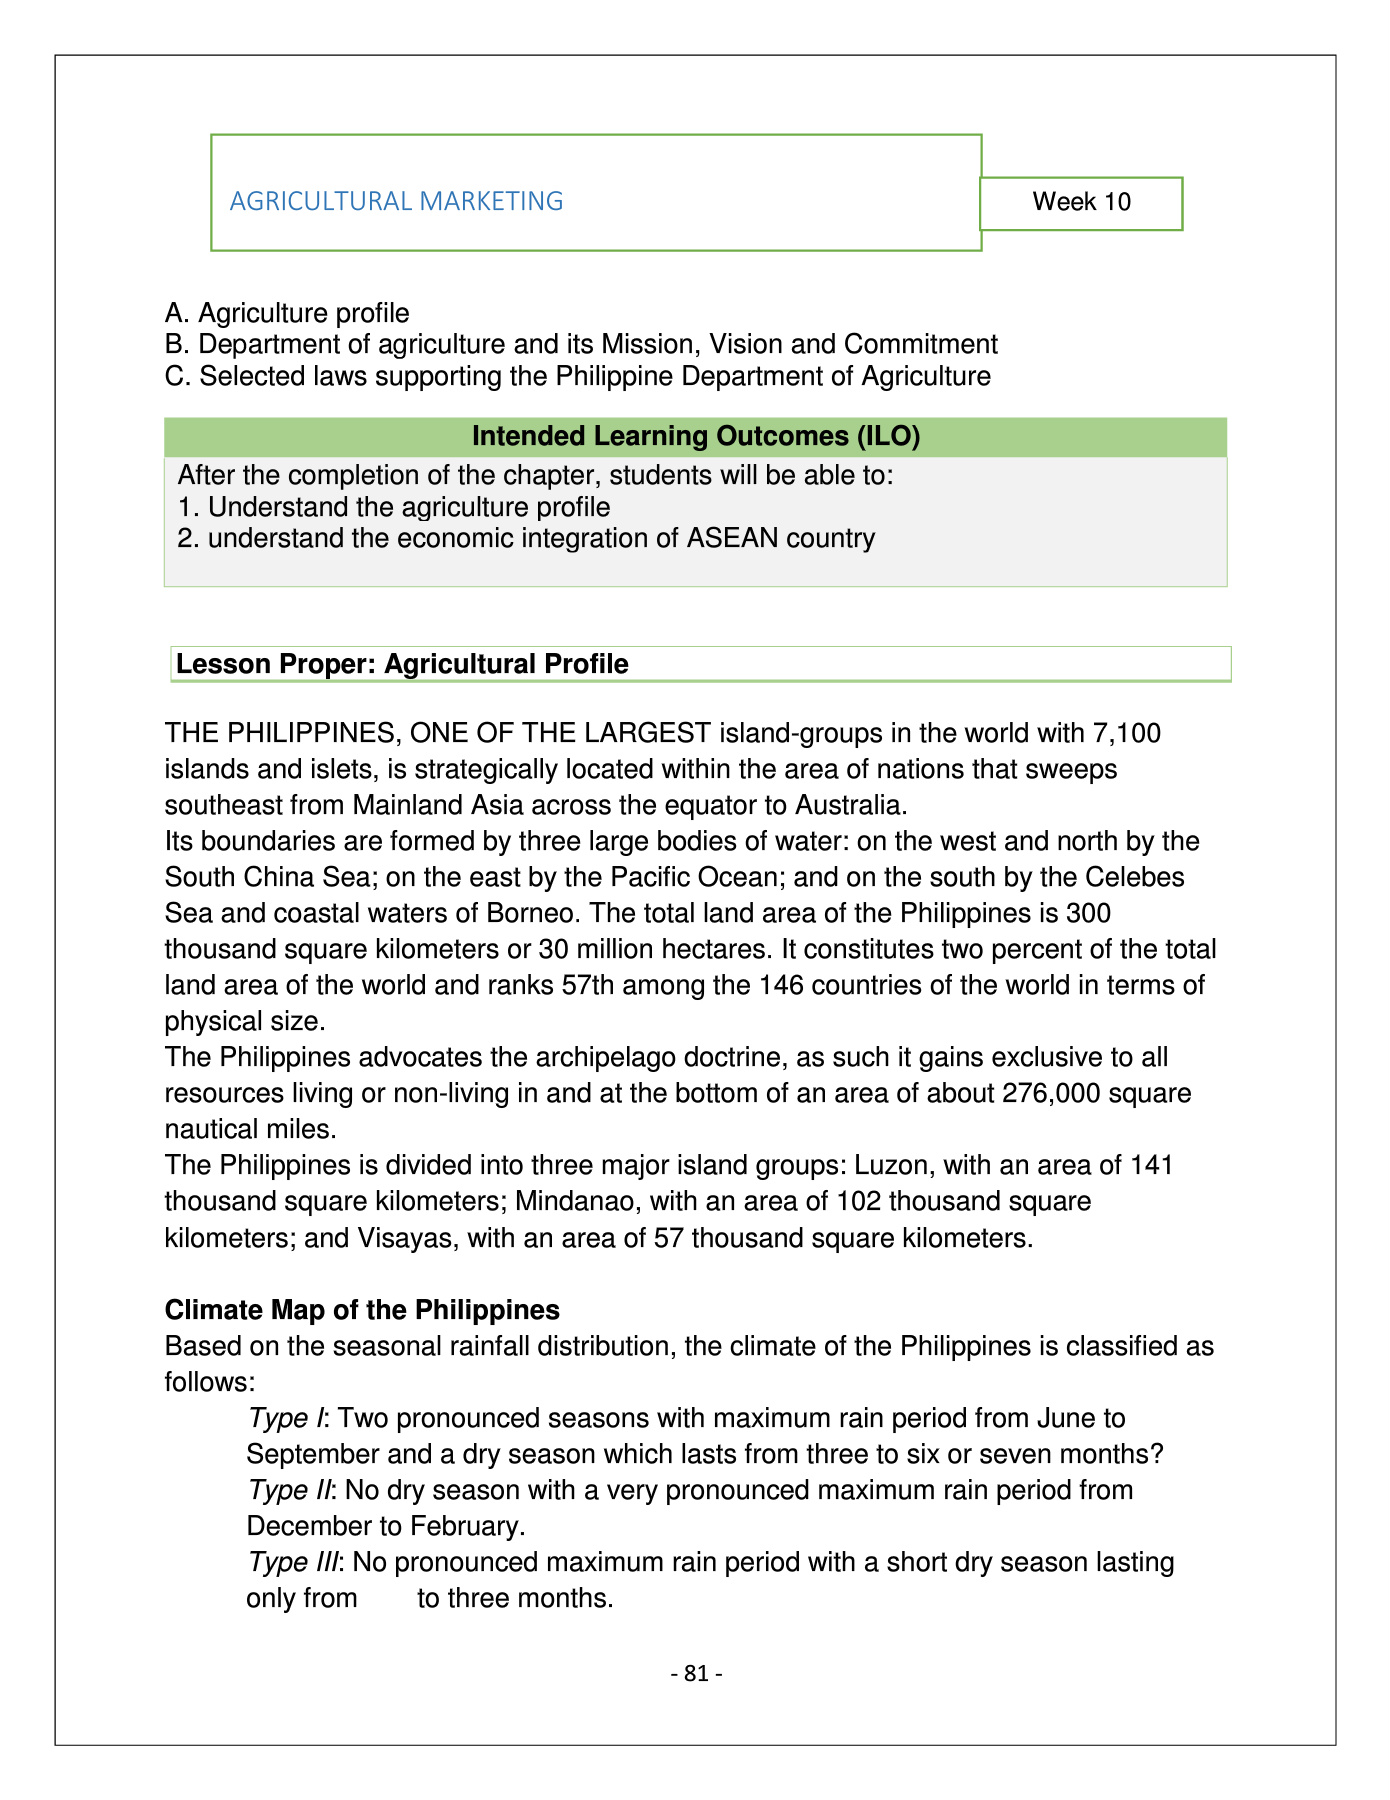 AGRICULTURAL MARKETING
Week 10
A. Agriculture profile
B. Department of agriculture and its Mission, Vision and Commitment
C. Selected laws supporting the Philippine Department of Agriculture
Intended Learning Outcomes (ILO)
After the completion of the chapter, students will be able to:
1. Understand the agriculture profile
2. understand the economic integration of ASEAN country
Lesson Proper: Agricultural Profile
THE PHILIPPINES, ONE OF THE LARGEST island-groups in the world with 7,100
islands and islets, is strategically located within the area of nations that sweeps
southeast from Mainland Asia across the equator to Australia.
Its boundaries are formed by three large bodies of water: on the west and north by the
South China Sea; on the east by the Pacific Ocean; and on the south by the Celebes
Sea and coastal waters of Borneo. The total land area of the Philippines is 300
thousand square kilometers or 30 million hectares. It constitutes two percent of the total
land area of the world and ranks 57th among the 146 countries of the world in terms of
physical size.
The Philippines advocates the archipelago doctrine, as such it gains exclusive to all
resources living or non-living in and at the bottom of an area of about 276,000 square
nautical miles.
The Philippines is divided into three major island groups: Luzon, with an area of 141
thousand square kilometers; Mindanao, with an area of 102 thousand square
kilometers; and Visayas, with an area of 57 thousand square kilometers.
Climate Map of the Philippines
Based on the seasonal rainfall distribution, the climate of the Philippines is classified as
follows:
Type I: Two pronounced seasons with maximum rain period from June to
September and a dry season which lasts from three to six or seven months?
Type II: No dry season with a very pronounced maximum rain period from
December to February.
Type III: No pronounced maximum rain period with a short dry season lasting
only from to three months.
- 81 -